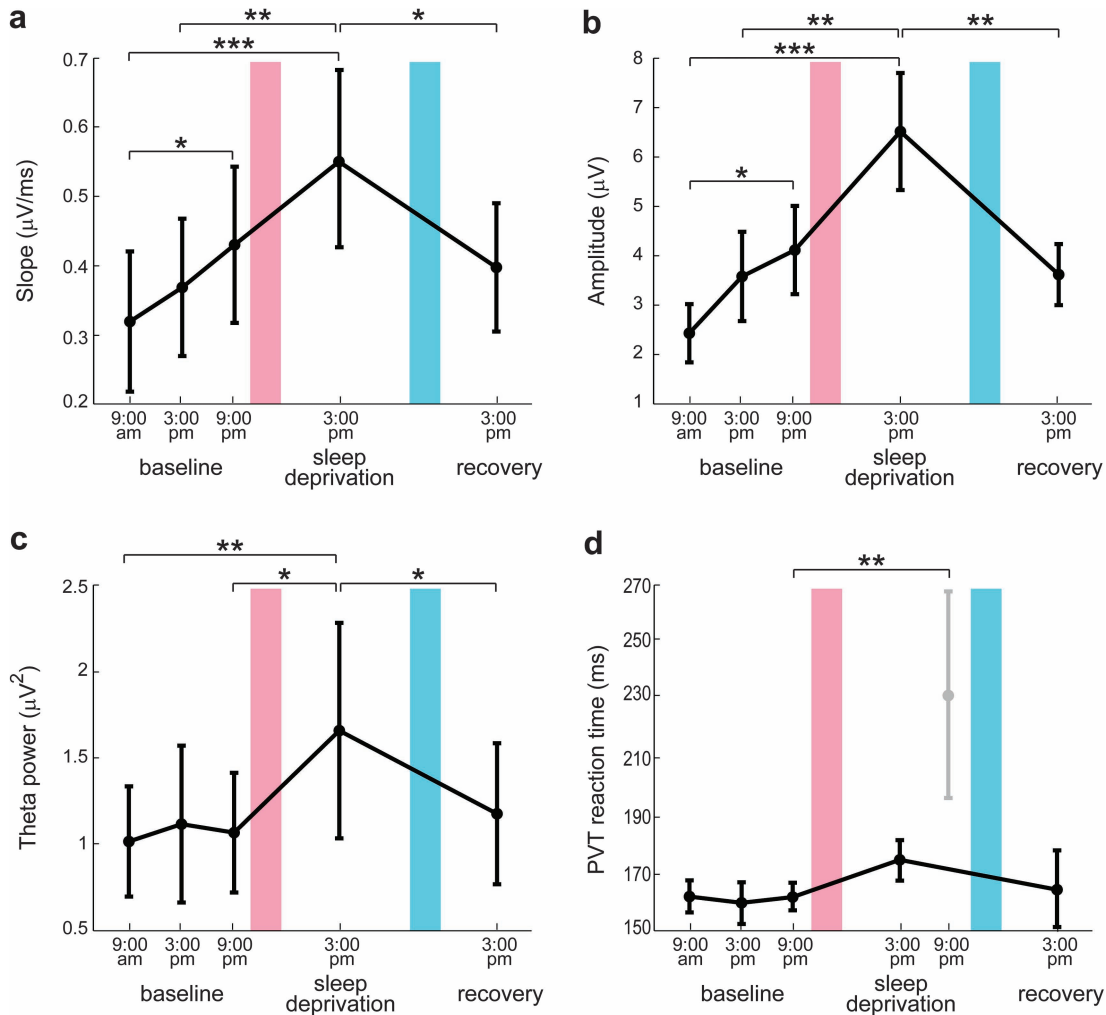 a
** *
***
0.7
0.6
*
0.5
0.4
0.3
0.2
Slope (μV/ms)
9:00 am 3:00 pm 9:00 pm 3:00 pm 3:00 pm
baseline sleep deprivation recovery
b
** **
***
8
7
6
*
5
4
3
2
1
Amplitude (μV)
9:00 am 3:00 pm 9:00 pm 3:00 pm 3:00 pm
baseline sleep deprivation recovery
c
**
* *
2.5
2
1.5
1
0.5
Theta power (μV²)
9:00 am 3:00 pm 9:00 pm 3:00 pm 3:00 pm
baseline sleep deprivation recovery
d
**
270
250
230
210
190
170
150
PVT reaction time (ms)
9:00 am 3:00 pm 9:00 pm 3:00 pm 9:00 pm 3:00 pm
baseline sleep deprivation recovery